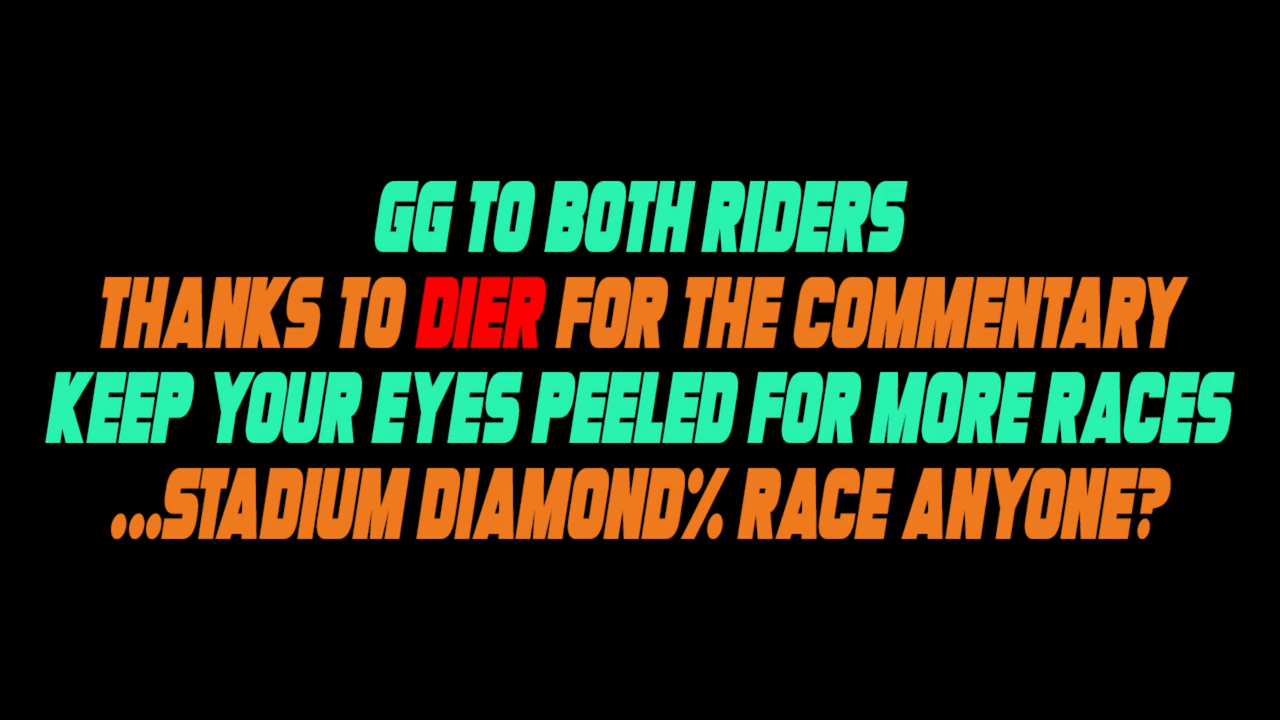 GG TO BOTH RIDERS
THANKS TO DIER FOR THE COMMENTARY
KEEP YOUR EYES PEELED FOR MORE RACES
...STADIUM DIAMOND% RACE ANYONE?